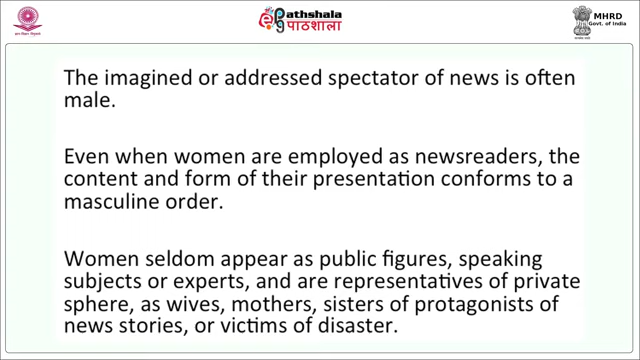 ePathshala
पाठशाला
MHRD
Govt. of India
The imagined or addressed spectator of news is often
male.
Even when women are employed as newsreaders, the
content and form of their presentation conforms to a
masculine order.
Women seldom appear as public figures, speaking
subjects or experts, and are representatives of private
sphere, as wives, mothers, sisters of protagonists of
news stories, or victims of disaster.